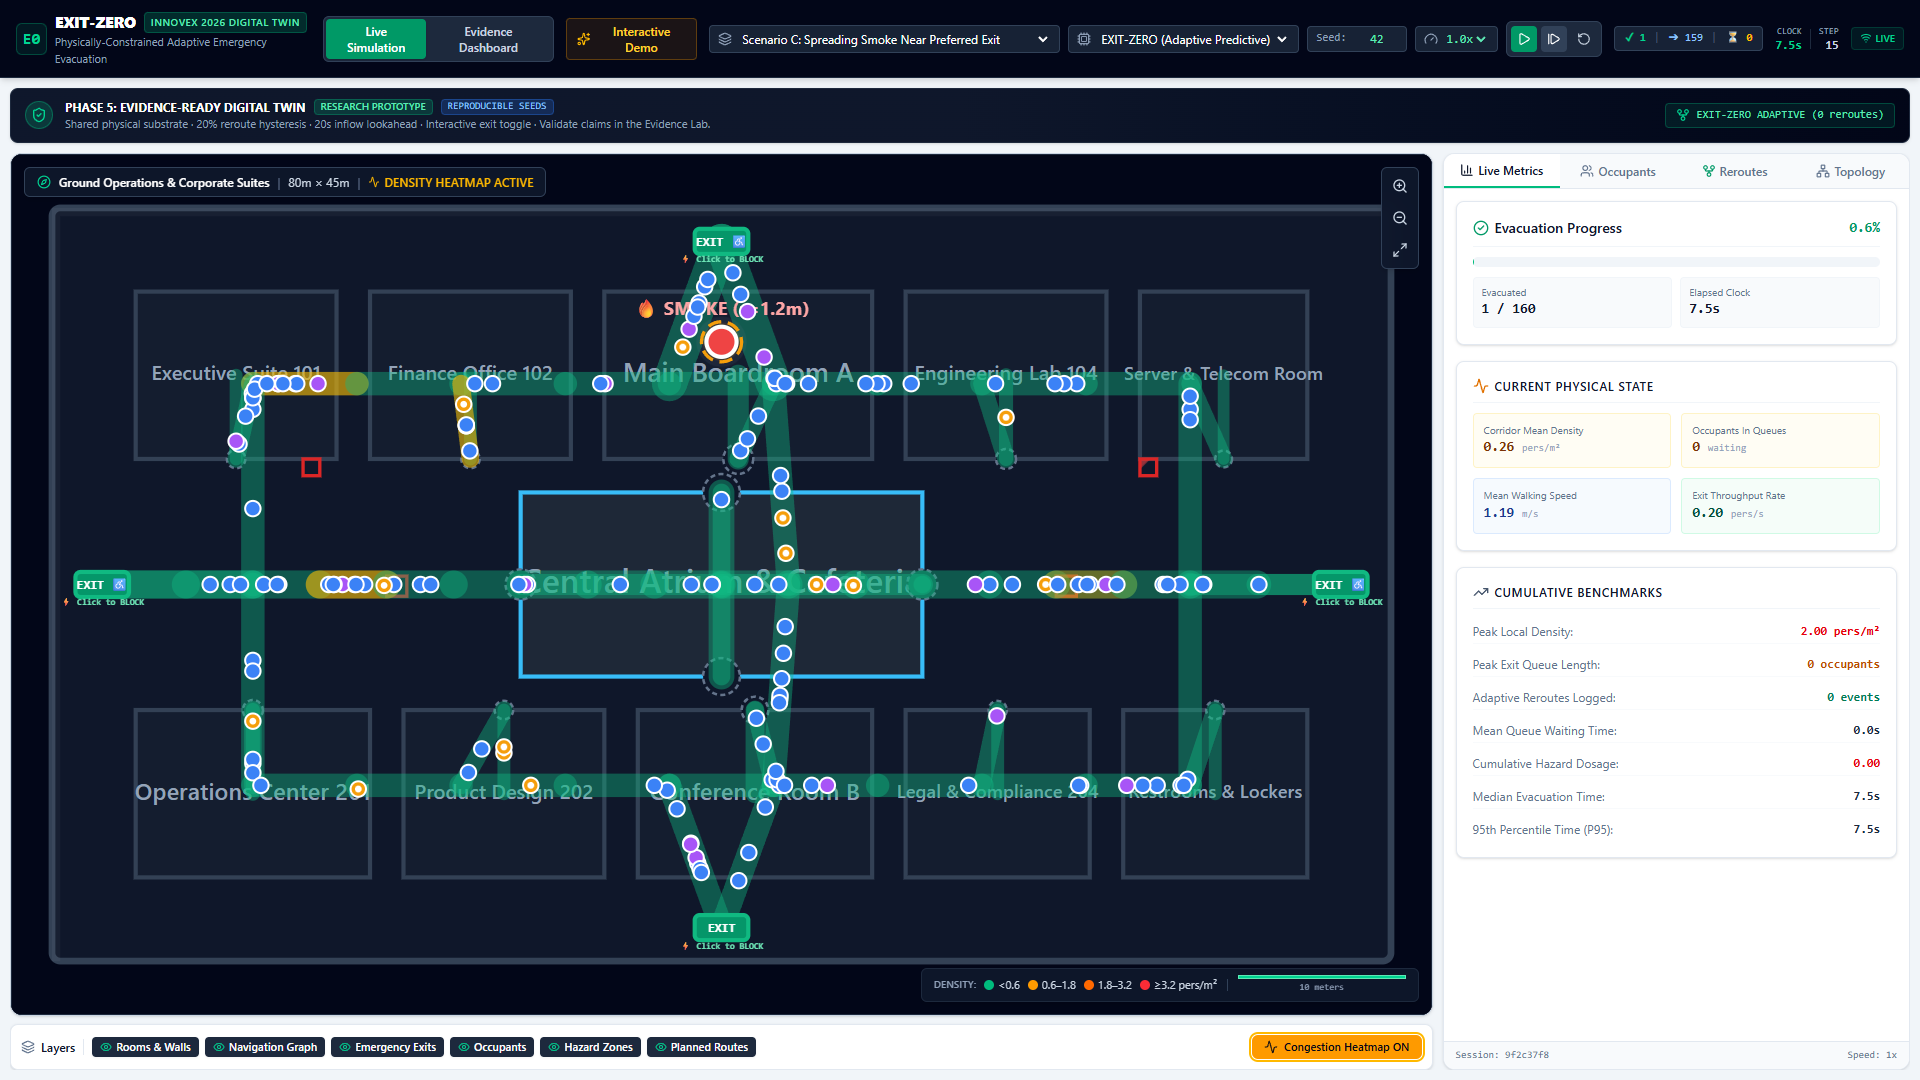 E0
EXIT-ZERO
INNOVEX 2026 DIGITAL TWIN
Physically-Constrained Adaptive Emergency
Evacuation
Live
Simulation
Evidence
Dashboard
Interactive
Demo
Scenario C: Spreading Smoke Near Preferred Exit
EXIT-ZERO (Adaptive Predictive)
Seed: 42
1.0x
✓ 1 | → 159 | ⏳ 0
CLOCK
7.5s
STEP
15
LIVE
PHASE 5: EVIDENCE-READY DIGITAL TWIN
RESEARCH PROTOTYPE
REPRODUCIBLE SEEDS
Shared physical substrate · 20% reroute hysteresis · 20s inflow lookahead · Interactive exit toggle · Validate claims in the Evidence Lab.
EXIT-ZERO ADAPTIVE (0 reroutes)
Ground Operations & Corporate Suites | 80m × 45m | DENSITY HEATMAP ACTIVE
EXIT
Click to BLOCK
1.2m)
Executive Suite 101
Finance Office 102
Main Boardroom A
Engineering Lab 104
Server & Telecom Room
Central Atrium & Cafeteria
EXIT
Click to BLOCK
EXIT
Click to BLOCK
Operations Center 201
Product Design 202
Conference Room B
Legal & Compliance 204
Restrooms & Lockers
EXIT
Click to BLOCK
DENSITY: <0.6 0.6–1.8 1.8–3.2 ≥3.2 pers/m²
10 meters
Layers
Rooms & Walls
Navigation Graph
Emergency Exits
Occupants
Hazard Zones
Planned Routes
Congestion Heatmap ON
Live Metrics
Occupants
Reroutes
Topology
Evacuation Progress
0.6%
Evacuated
1 / 160
Elapsed Clock
7.5s
CURRENT PHYSICAL STATE
Corridor Mean Density
0.26 pers/m²
Occupants In Queues
0 waiting
Mean Walking Speed
1.19 m/s
Exit Throughput Rate
0.20 pers/s
CUMULATIVE BENCHMARKS
Peak Local Density: 2.00 pers/m²
Peak Exit Queue Length: 0 occupants
Adaptive Reroutes Logged: 0 events
Mean Queue Waiting Time: 0.0s
Cumulative Hazard Dosage: 0.00
Median Evacuation Time: 7.5s
95th Percentile Time (P95): 7.5s
Session: 9f2c37f8
Speed: 1x